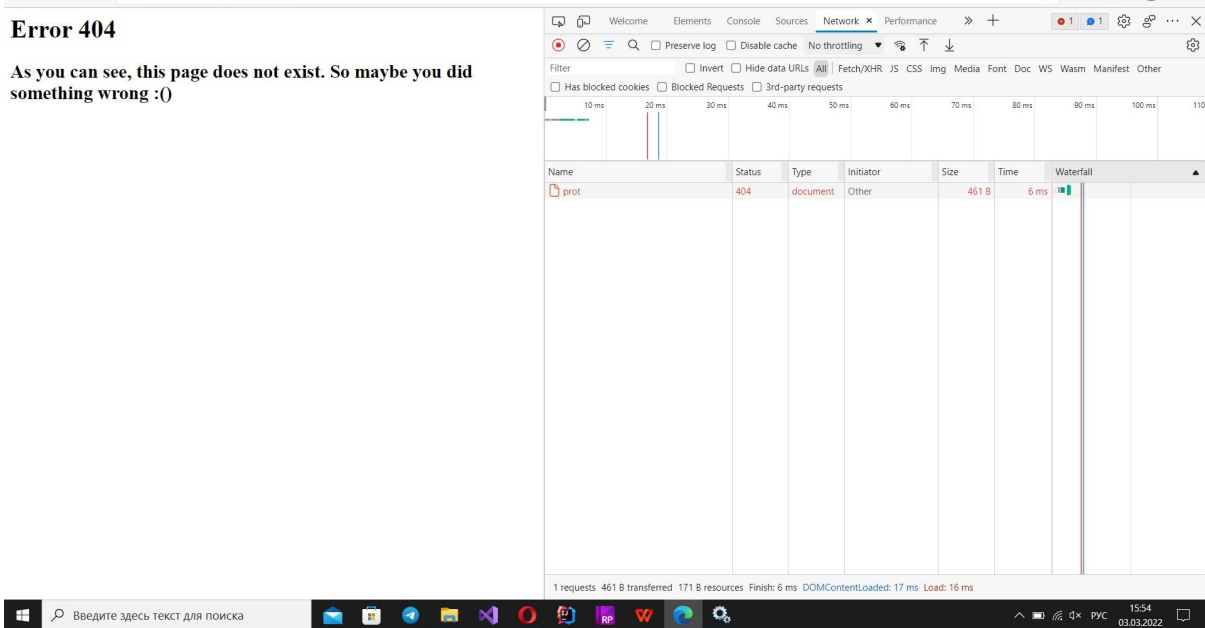 Error 404
As you can see, this page does not exist. So maybe you did
something wrong :()
Welcome Elements Console Sources Network × Performance » + 1 1 ⋯ ×
Preserve log Disable cache No throttling
Filter Invert Hide data URLs All Fetch/XHR JS CSS Img Media Font Doc WS Wasm Manifest Other
Has blocked cookies Blocked Requests 3rd-party requests
10 ms 20 ms 30 ms 40 ms 50 ms 60 ms 70 ms 80 ms 90 ms 100 ms 110
Name Status Type Initiator Size Time Waterfall
prot 404 document Other 461 B 6 ms
1 requests 461 B transferred 171 B resources Finish: 6 ms DOMContentLoaded: 17 ms Load: 16 ms
Введите здесь текст для поиска RP РУС 15:54
03.03.2022